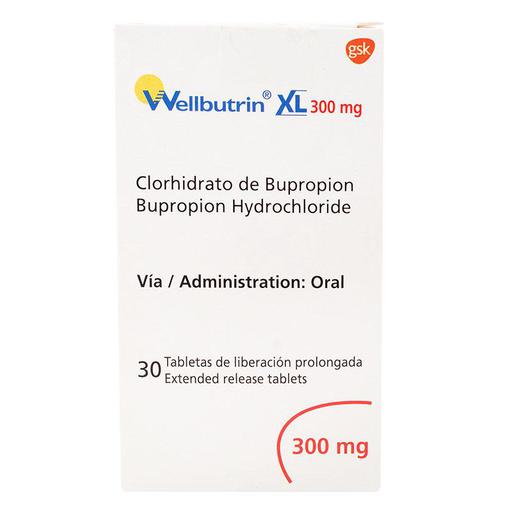 gsk
Wellbutrin® XL 300 mg
Clorhidrato de Bupropion
Bupropion Hydrochloride
Vía / Administration: Oral
30 Tabletas de liberación prolongada
Extended release tablets
300 mg